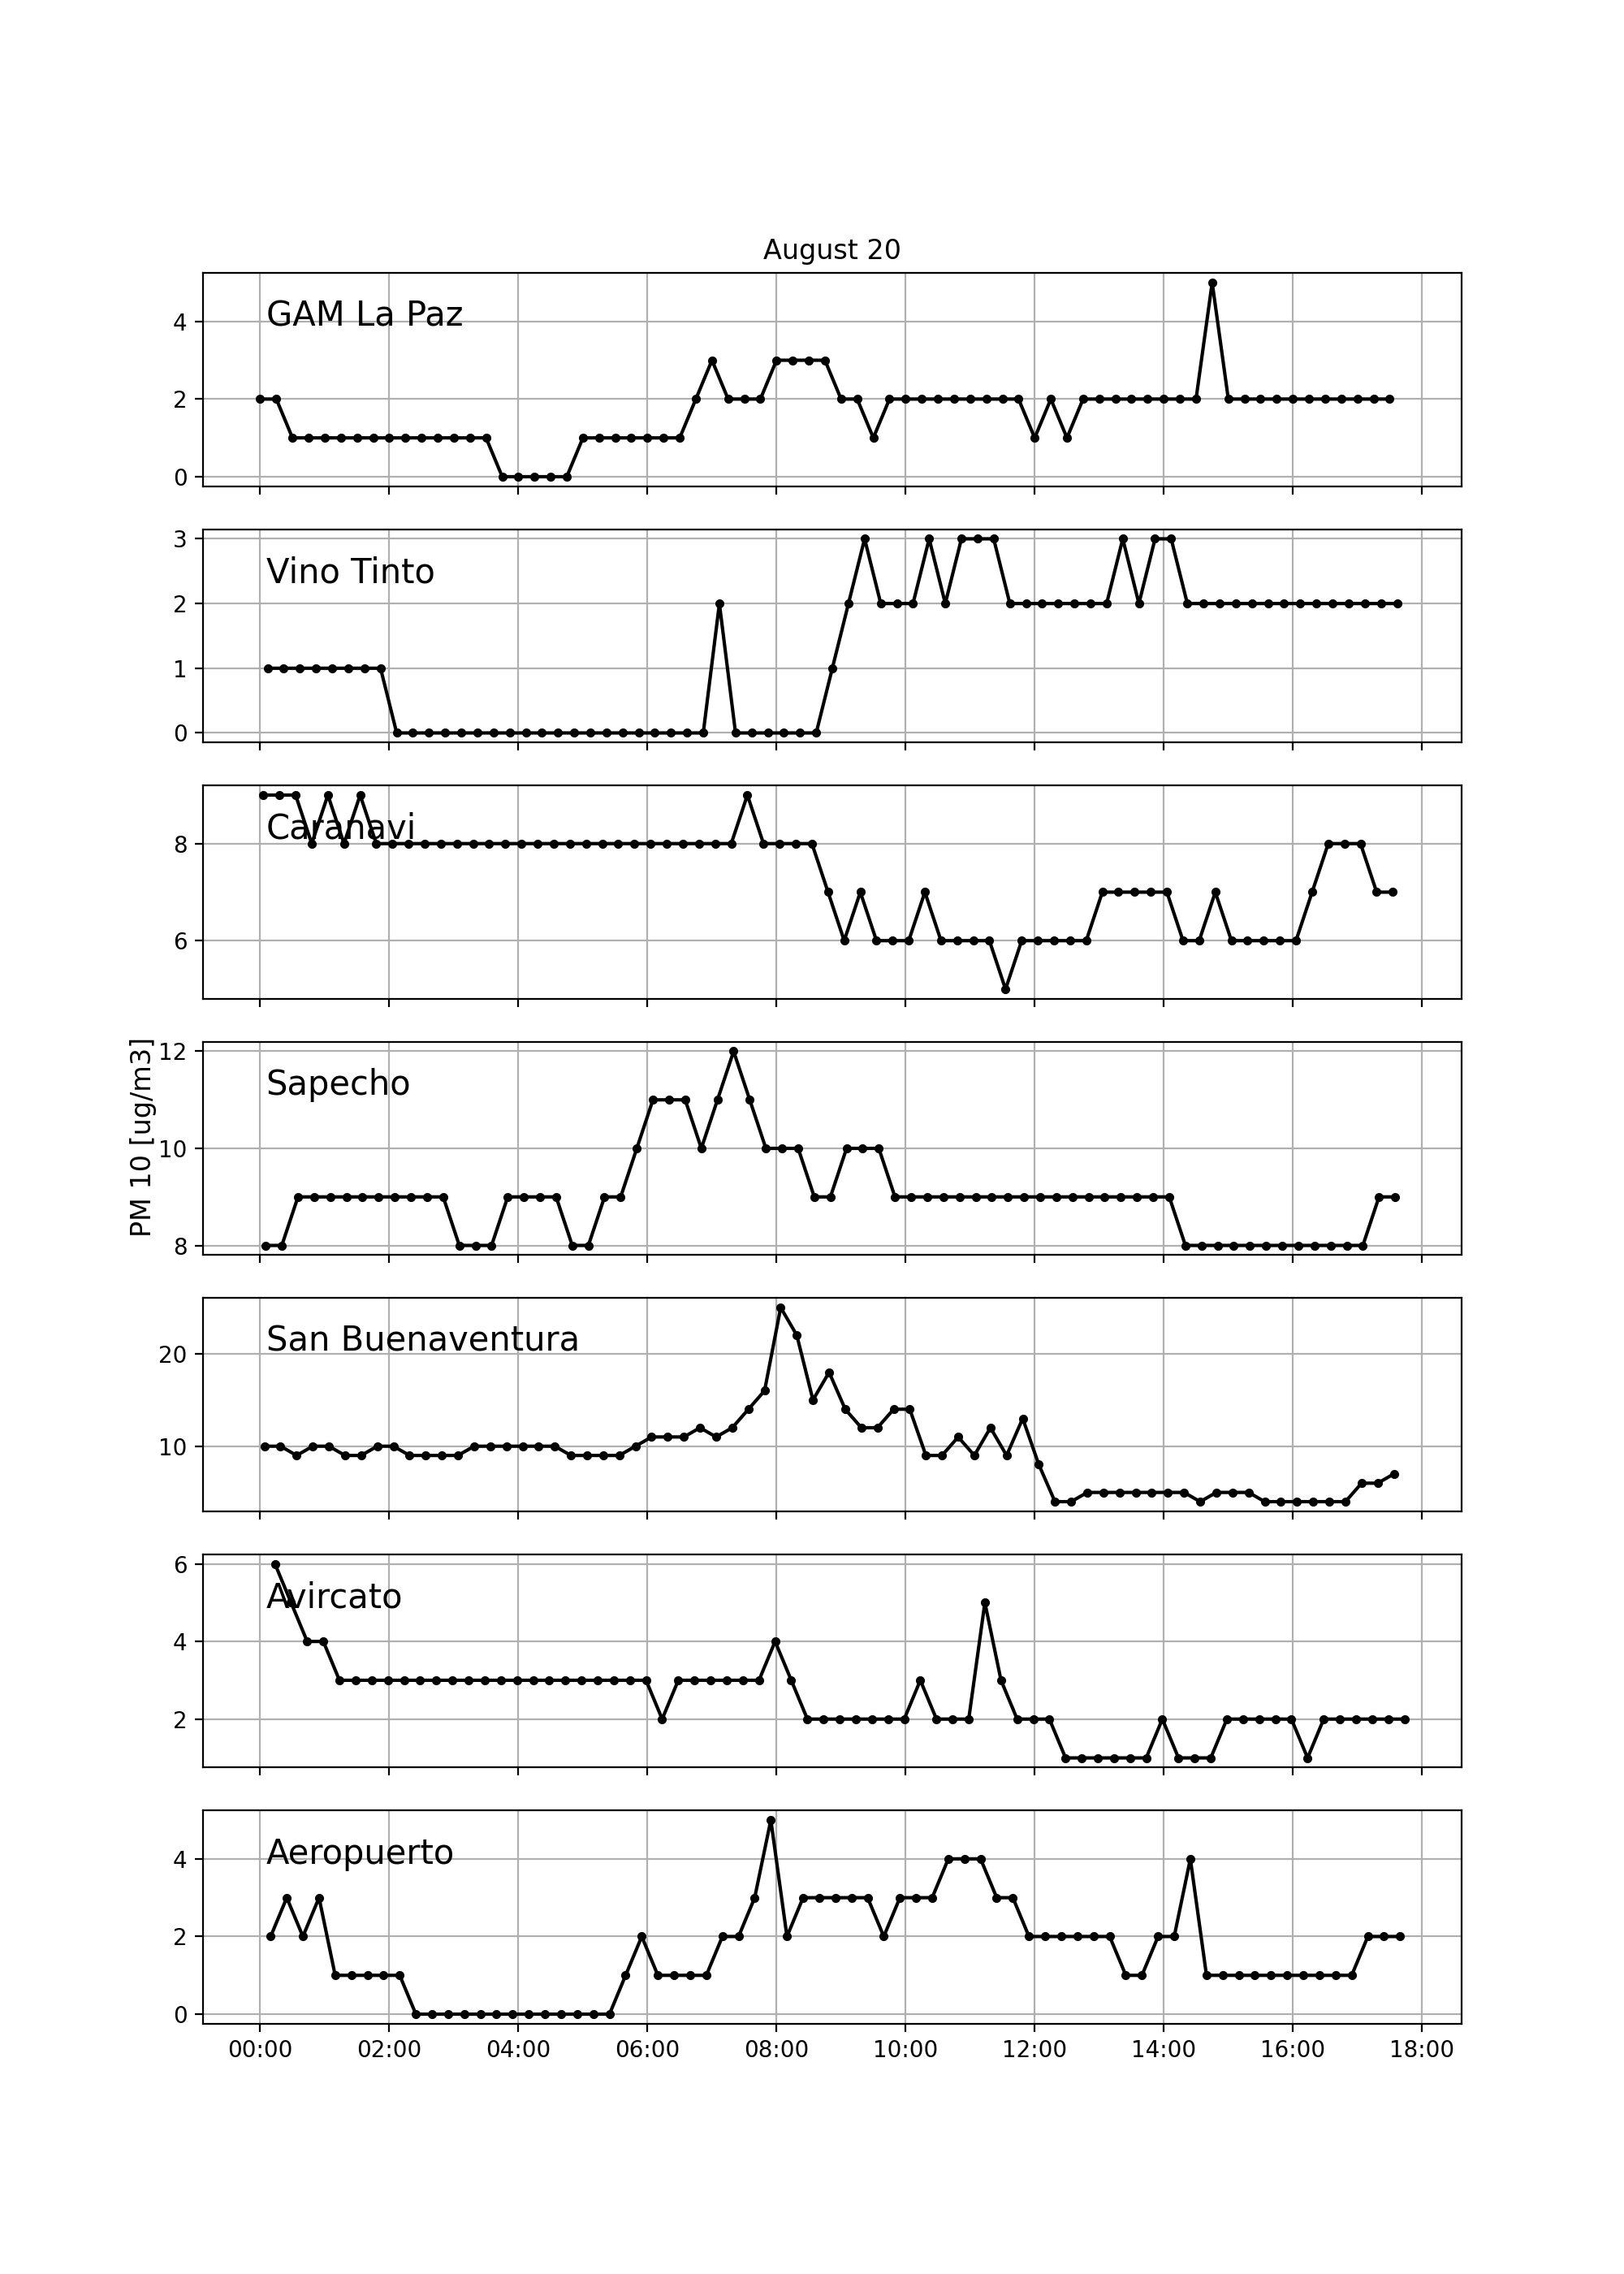 August 20
GAM La Paz
4
2
0
Vino Tinto
3
2
1
0
Caranavi
8
6
PM 10 [ug/m3]
Sapecho
12
10
8
San Buenaventura
20
10
Avircato
6
4
2
Aeropuerto
4
2
0
00:00 02:00 04:00 06:00 08:00 10:00 12:00 14:00 16:00 18:00